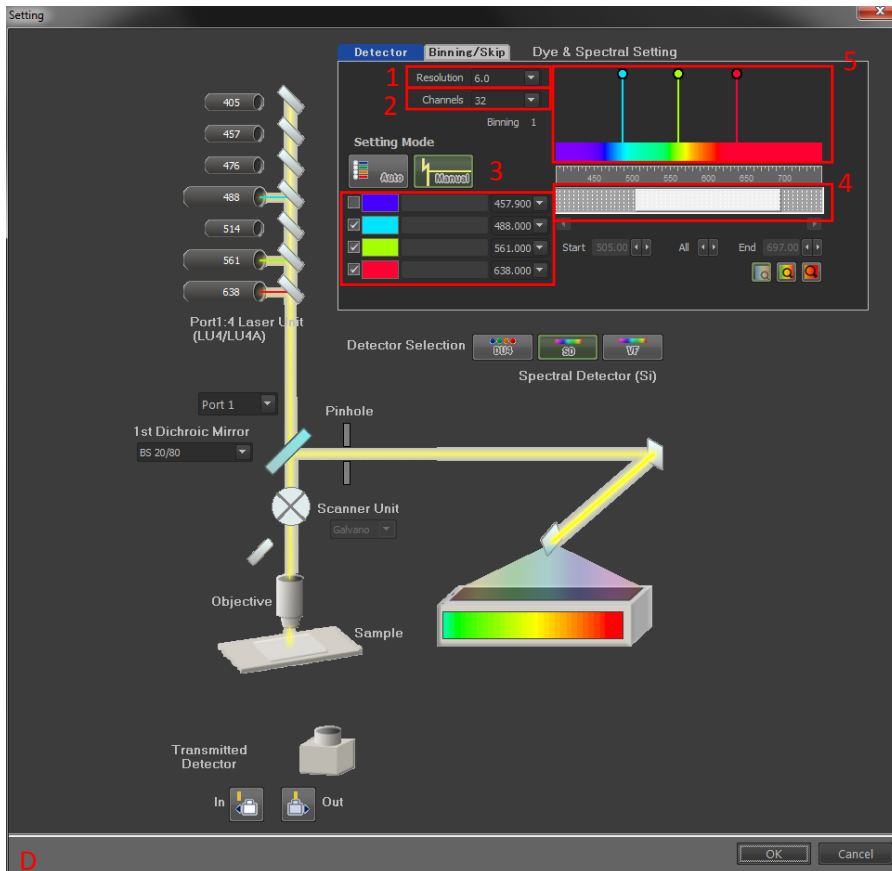 Setting
Detector Binning/Skip Dye & Spectral Setting 5
1 Resolution 6.0
2 Channels 32
Binning 1
Setting Mode
Auto Manual 3
450 500 550 600 650 700
4
457.900
488.000
561.000
638.000
Start 505.00 All End 697.00
405
457
476
488
514
561
638
Port1:4 Laser Unit
(LU4/LU4A)
Detector Selection DU4 SD VF
Spectral Detector (Si)
Port 1
Pinhole
1st Dichroic Mirror
BS 20/80
Scanner Unit
Galvano
Objective
Sample
Transmitted
Detector
In Out
D
OK Cancel